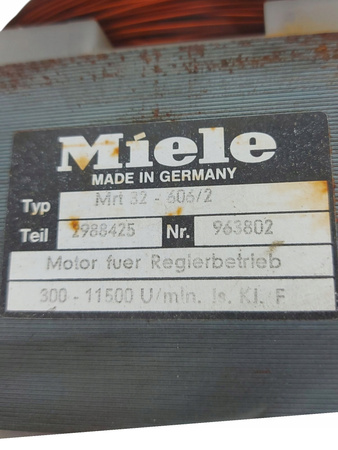 Miele
MADE IN GERMANY
Typ Mrt 32 - 606/2
Teil 2988425 Nr. 963802
Motor fuer Reglerbetrieb
300 - 11500 U/min. Is. Kl. F